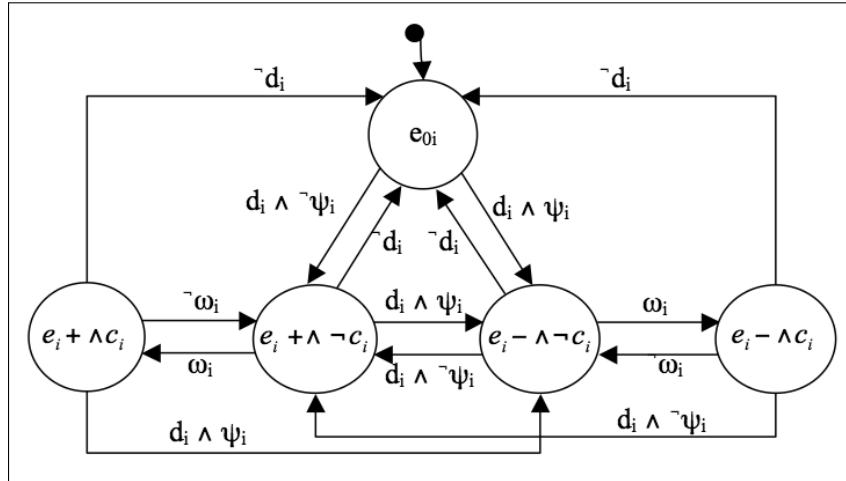 ¬dᵢ ¬dᵢ
e₀ᵢ
dᵢ ∧ ¬ψᵢ dᵢ ∧ ψᵢ
¬dᵢ ¬dᵢ
¬ωᵢ dᵢ ∧ ψᵢ ωᵢ
eᵢ + ∧ cᵢ eᵢ + ∧ ¬cᵢ eᵢ − ∧ ¬cᵢ eᵢ − ∧ cᵢ
ωᵢ dᵢ ∧ ¬ψᵢ ¬ωᵢ
dᵢ ∧ ψᵢ dᵢ ∧ ¬ψᵢ